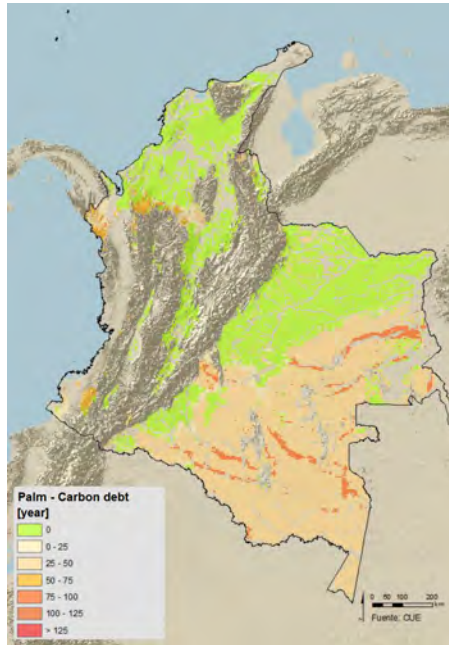 Palm - Carbon debt
[year]
0
0 - 25
25 - 50
50 - 75
75 - 100
100 - 125
> 125
0 50 100 200
km
Fuente: CUE